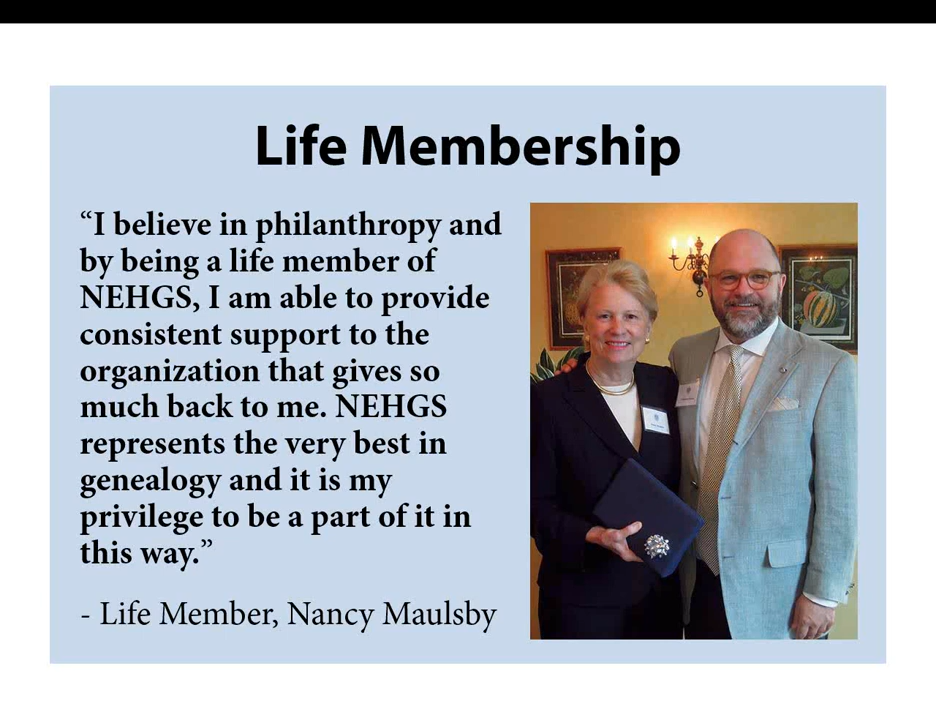 Life Membership
“I believe in philanthropy and
by being a life member of
NEHGS, I am able to provide
consistent support to the
organization that gives so
much back to me. NEHGS
represents the very best in
genealogy and it is my
privilege to be a part of it in
this way.”
- Life Member, Nancy Maulsby